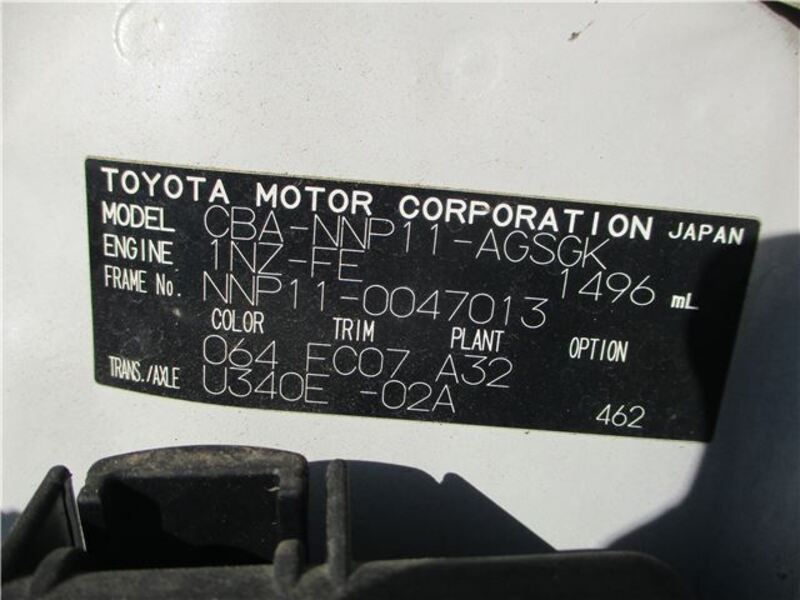 TOYOTA MOTOR CORPORATION JAPAN
MODEL CBA-NNP11-AGSGK
ENGINE 1NZ-FE 1496 mL
FRAME No. NNP11-0047013
COLOR TRIM PLANT OPTION
064 FC07 A32
TRANS./AXLE U340E -02A
462